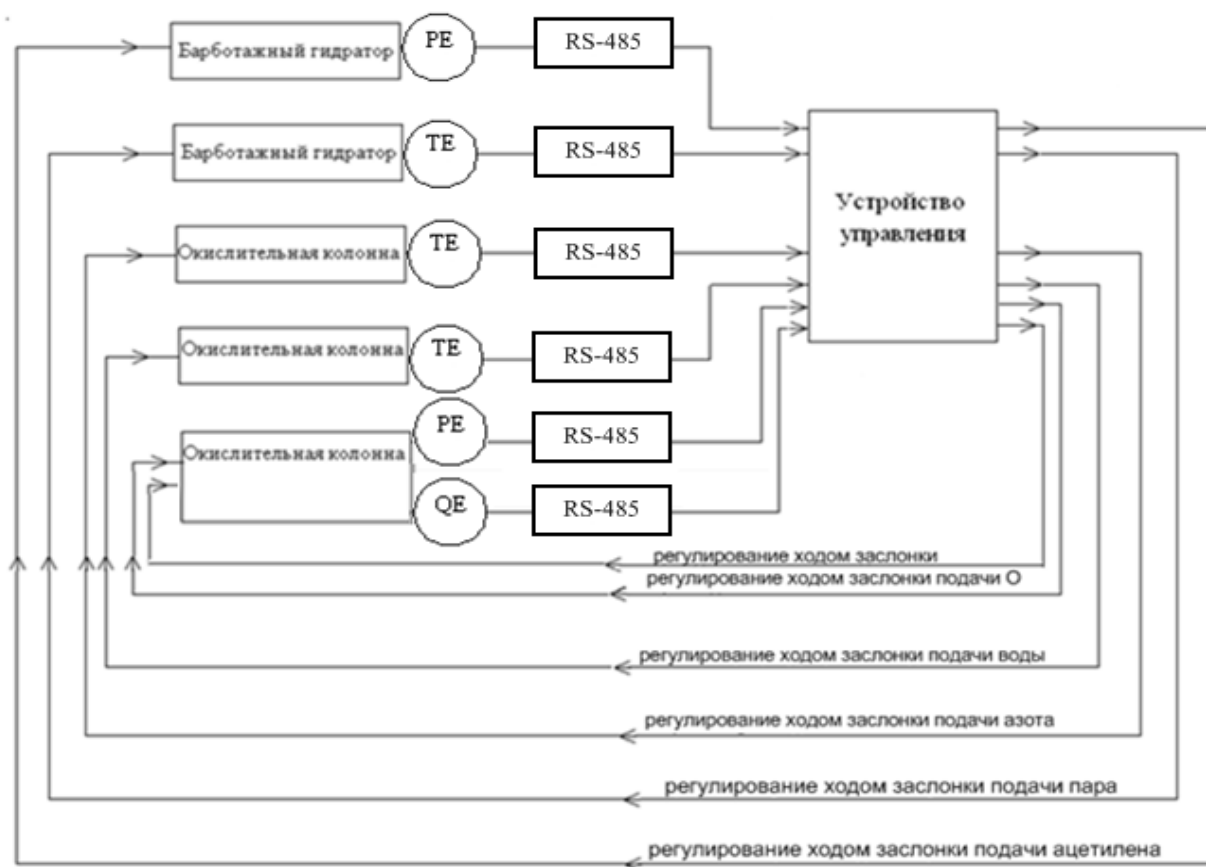 Барботажный гидратор
PE
RS-485
Барботажный гидратор
TE
RS-485
Устройство
управления
Окислительная колонна
TE
RS-485
Окислительная колонна
TE
RS-485
Окислительная колонна
PE
RS-485
QE
RS-485
регулирование ходом заслонки
регулирование ходом заслонки подачи О
регулирование ходом заслонки подачи воды
регулирование ходом заслонки подачи азота
регулирование ходом заслонки подачи пара
регулирование ходом заслонки подачи ацетилена